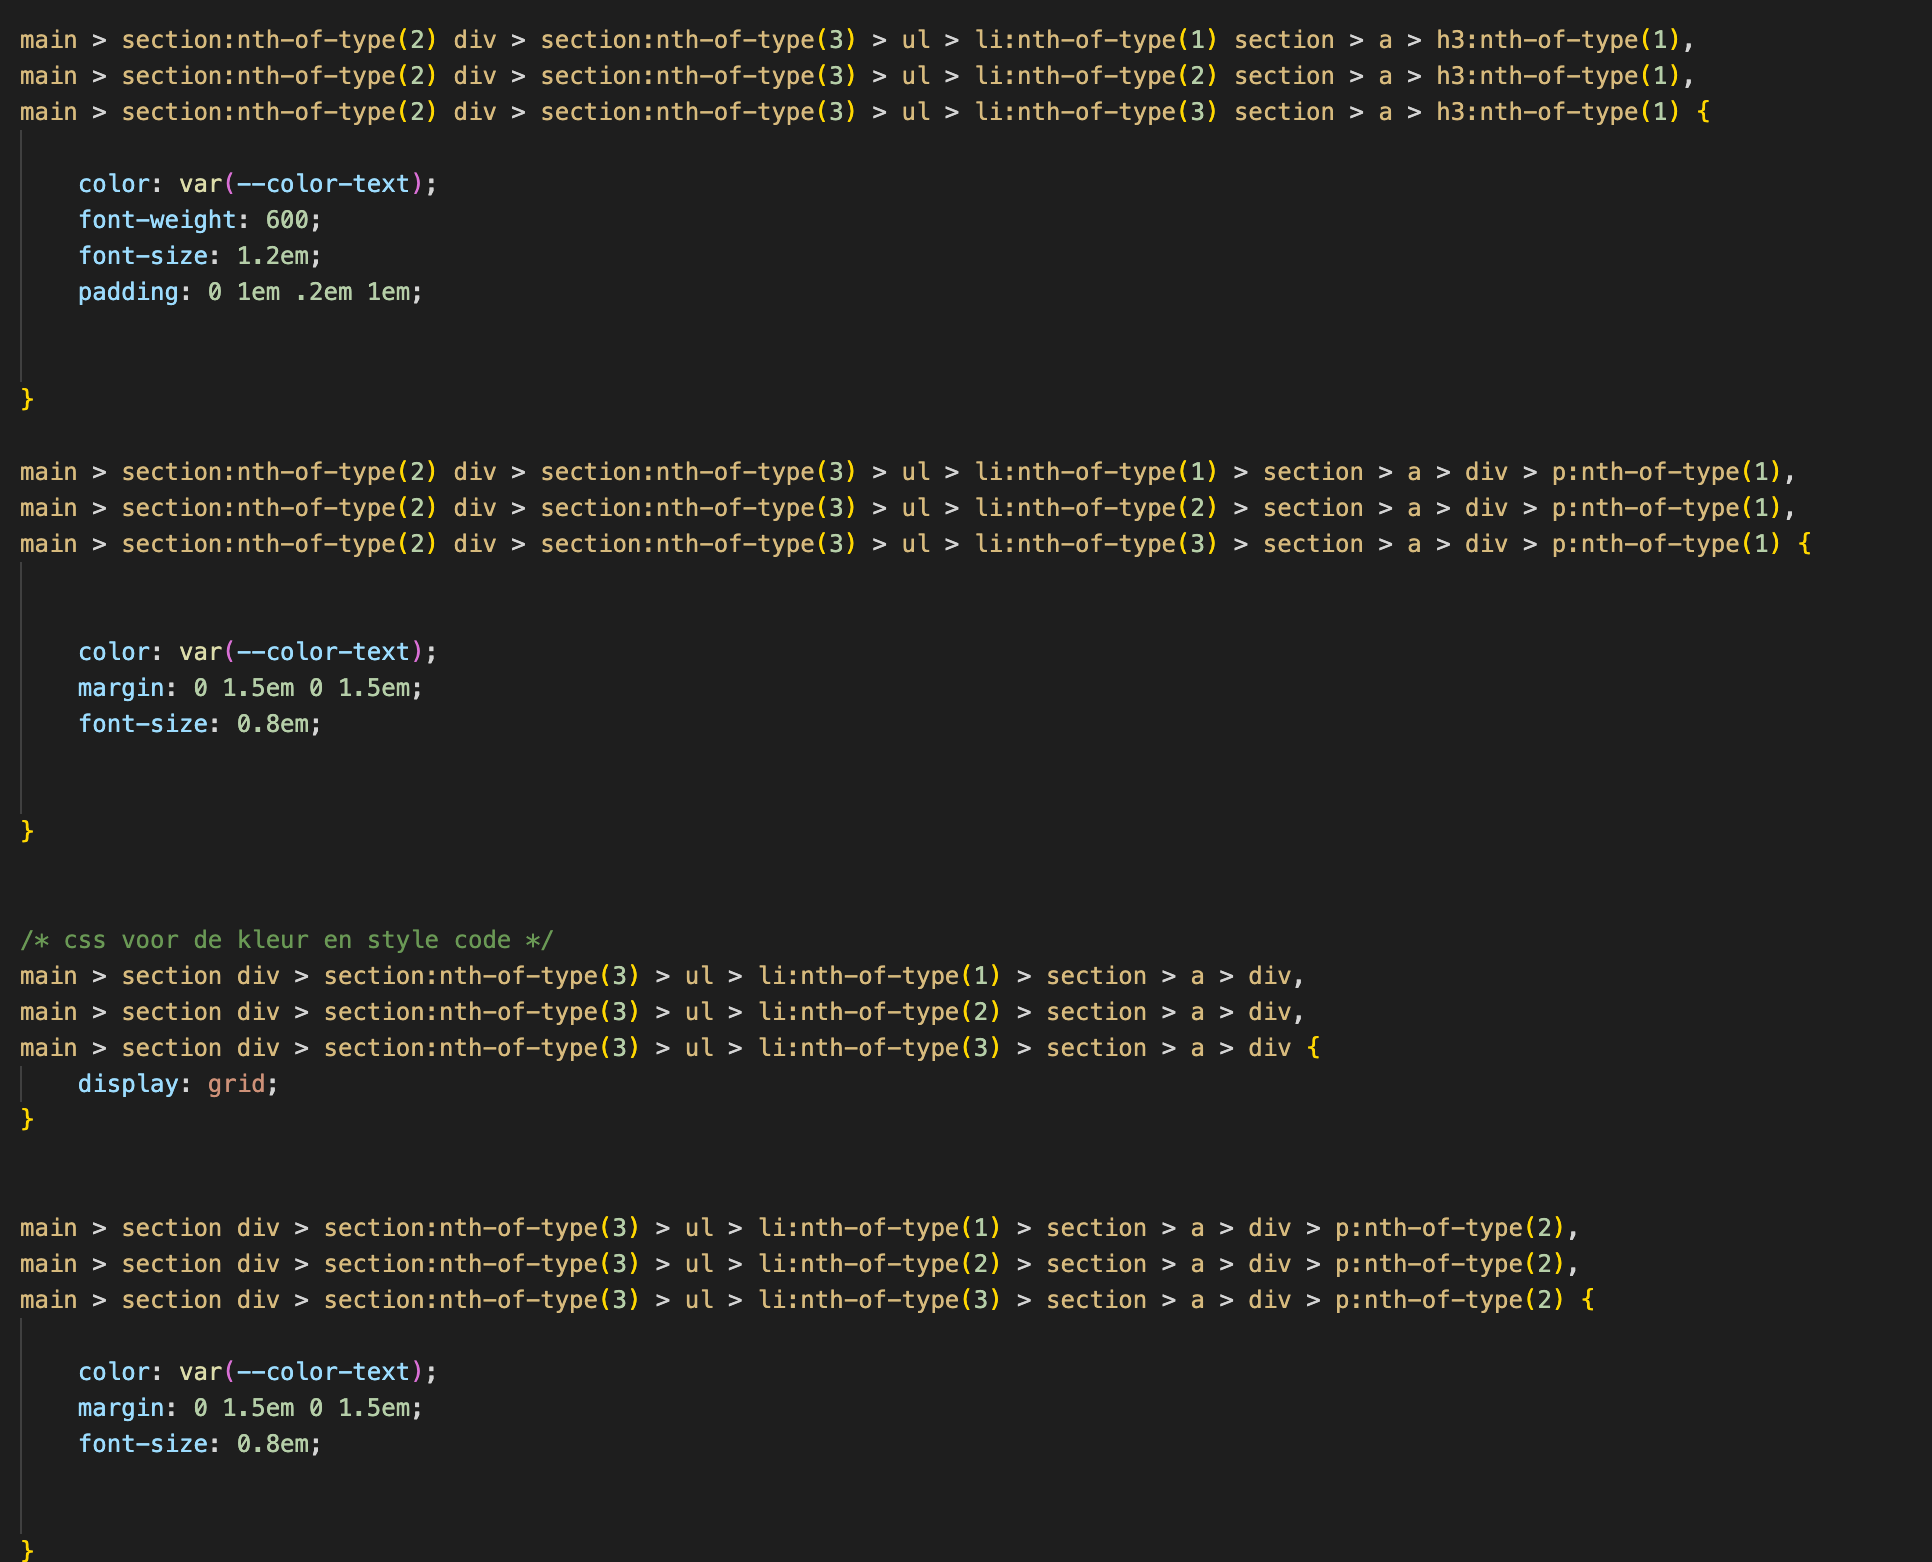 main > section:nth-of-type(2) div > section:nth-of-type(3) > ul > li:nth-of-type(1) section > a > h3:nth-of-type(1),
main > section:nth-of-type(2) div > section:nth-of-type(3) > ul > li:nth-of-type(2) section > a > h3:nth-of-type(1),
main > section:nth-of-type(2) div > section:nth-of-type(3) > ul > li:nth-of-type(3) section > a > h3:nth-of-type(1) {
color: var(--color-text);
font-weight: 600;
font-size: 1.2em;
padding: 0 1em .2em 1em;
}
main > section:nth-of-type(2) div > section:nth-of-type(3) > ul > li:nth-of-type(1) > section > a > div > p:nth-of-type(1),
main > section:nth-of-type(2) div > section:nth-of-type(3) > ul > li:nth-of-type(2) > section > a > div > p:nth-of-type(1),
main > section:nth-of-type(2) div > section:nth-of-type(3) > ul > li:nth-of-type(3) > section > a > div > p:nth-of-type(1) {
color: var(--color-text);
margin: 0 1.5em 0 1.5em;
font-size: 0.8em;
}
/* css voor de kleur en style code */
main > section div > section:nth-of-type(3) > ul > li:nth-of-type(1) > section > a > div,
main > section div > section:nth-of-type(3) > ul > li:nth-of-type(2) > section > a > div,
main > section div > section:nth-of-type(3) > ul > li:nth-of-type(3) > section > a > div {
display: grid;
}
main > section div > section:nth-of-type(3) > ul > li:nth-of-type(1) > section > a > div > p:nth-of-type(2),
main > section div > section:nth-of-type(3) > ul > li:nth-of-type(2) > section > a > div > p:nth-of-type(2),
main > section div > section:nth-of-type(3) > ul > li:nth-of-type(3) > section > a > div > p:nth-of-type(2) {
color: var(--color-text);
margin: 0 1.5em 0 1.5em;
font-size: 0.8em;
}